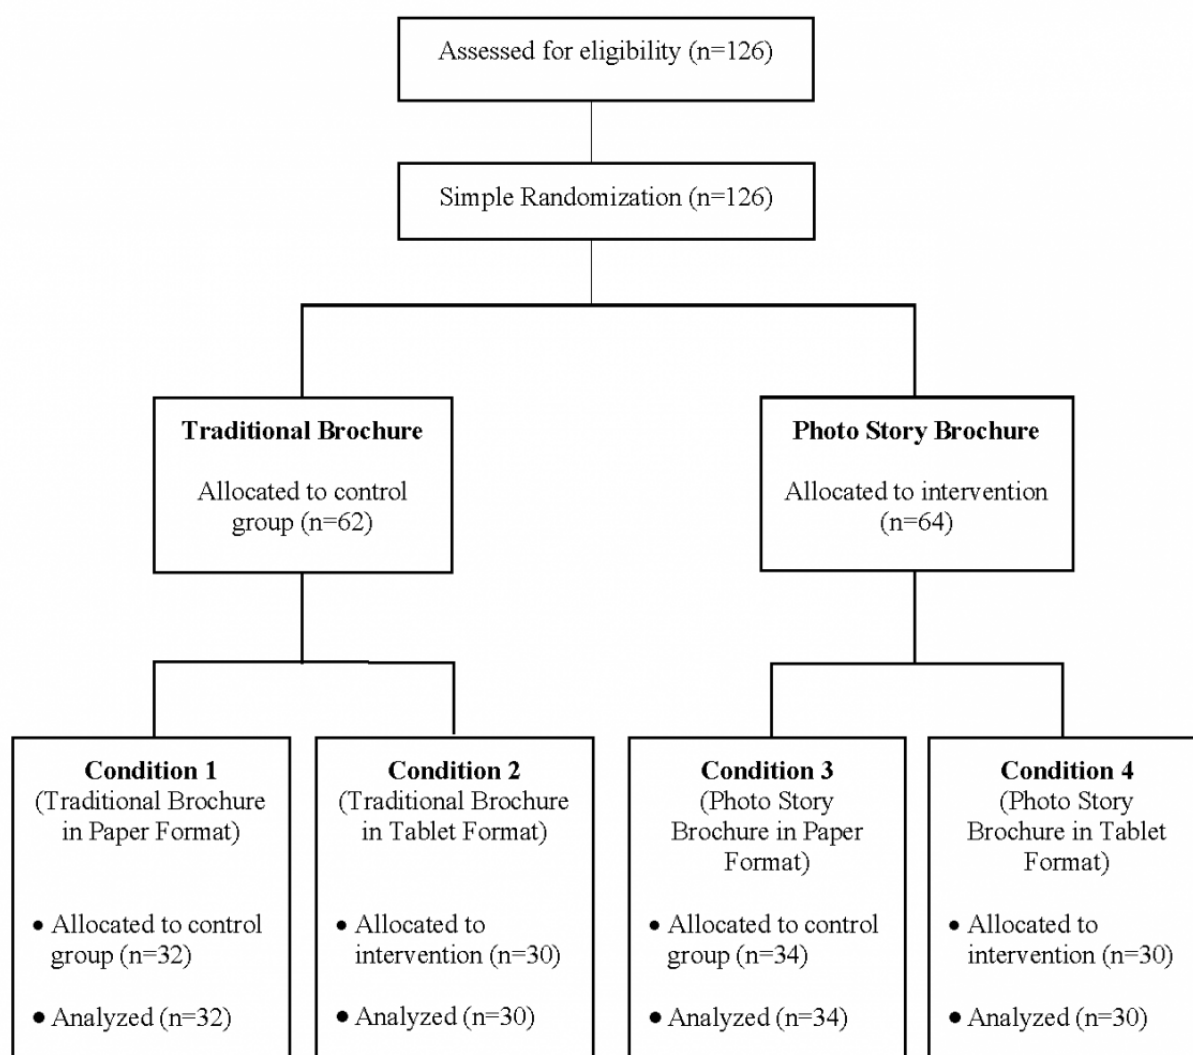 Assessed for eligibility (n=126)
Simple Randomization (n=126)
Traditional Brochure
Allocated to control
group (n=62)
Photo Story Brochure
Allocated to intervention
(n=64)
Condition 1
(Traditional Brochure
in Paper Format)
• Allocated to control
group (n=32)
• Analyzed (n=32)
Condition 2
(Traditional Brochure
in Tablet Format)
• Allocated to
intervention (n=30)
• Analyzed (n=30)
Condition 3
(Photo Story
Brochure in Paper
Format)
• Allocated to control
group (n=34)
• Analyzed (n=34)
Condition 4
(Photo Story
Brochure in Tablet
Format)
• Allocated to
intervention (n=30)
• Analyzed (n=30)